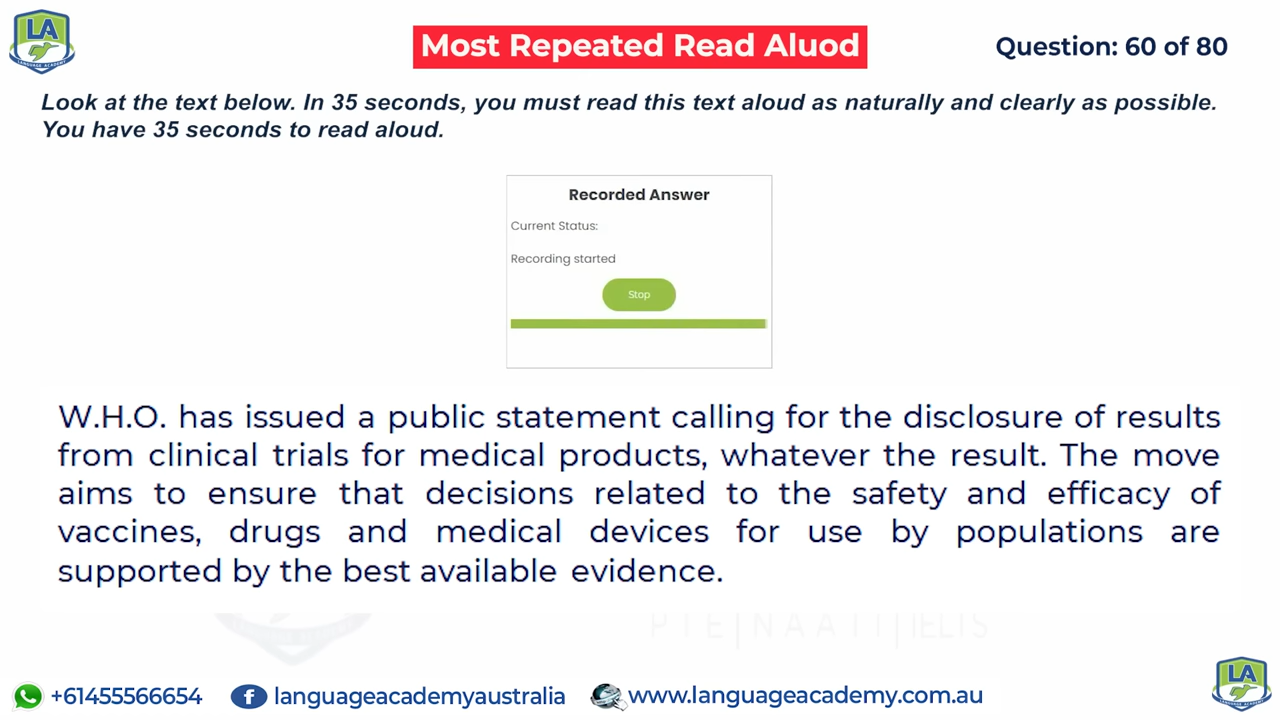 LA
LANGUAGE ACADEMY
Most Repeated Read Aluod
Question: 60 of 80
Look at the text below. In 35 seconds, you must read this text aloud as naturally and clearly as possible.
You have 35 seconds to read aloud.
Recorded Answer
Current Status:
Recording started
Stop
W.H.O. has issued a public statement calling for the disclosure of results
from clinical trials for medical products, whatever the result. The move
aims to ensure that decisions related to the safety and efficacy of
vaccines, drugs and medical devices for use by populations are
supported by the best available evidence.
PTE|NAATI|IELTS
+61455566654
languageacademyaustralia
www.languageacademy.com.au
LA